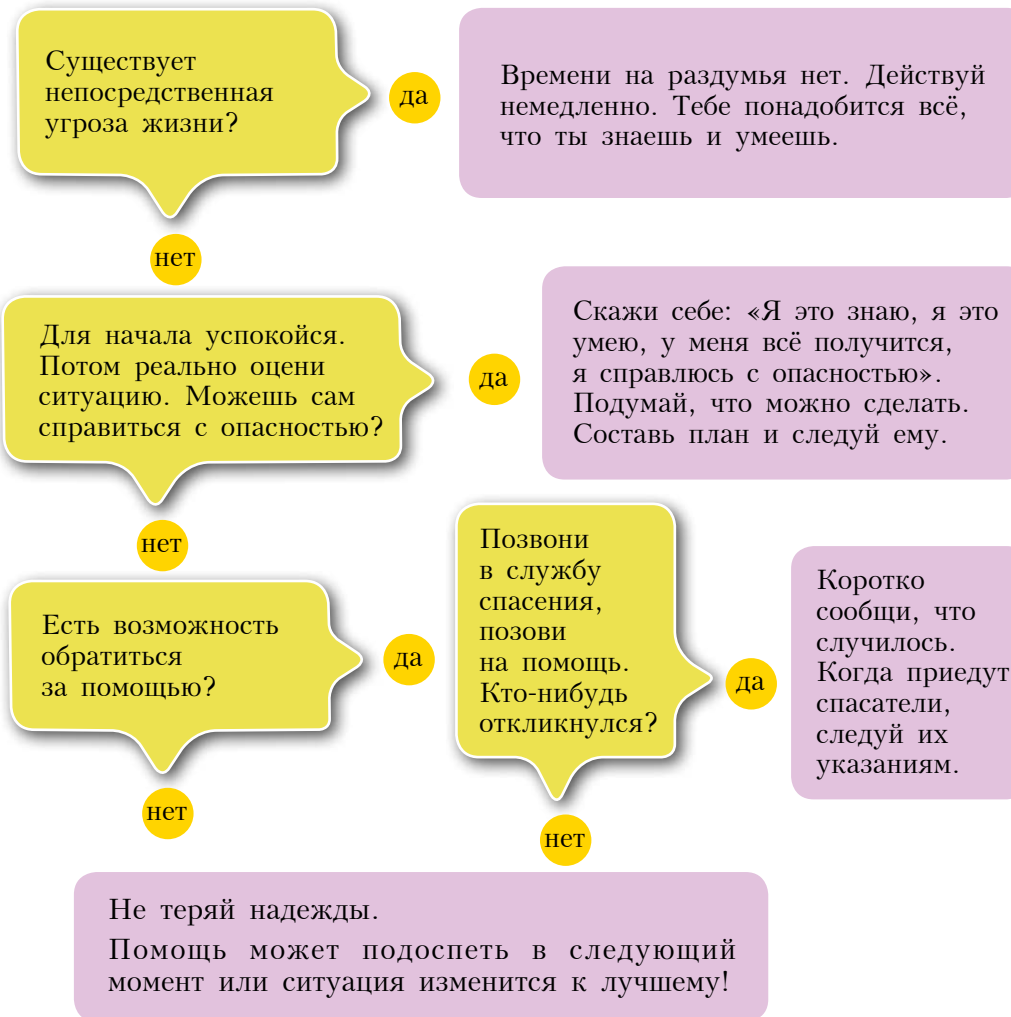 Существует
непосредственная
угроза жизни?
да
Времени на раздумья нет. Действуй
немедленно. Тебе понадобится всё,
что ты знаешь и умеешь.
нет
Для начала успокойся.
Потом реально оцени
ситуацию. Можешь сам
справиться с опасностью?
да
Скажи себе: «Я это знаю, я это
умею, у меня всё получится,
я справлюсь с опасностью».
Подумай, что можно сделать.
Составь план и следуй ему.
нет
Есть возможность
обратиться
за помощью?
да
Позвони
в службу
спасения,
позови
на помощь.
Кто-нибудь
откликнулся?
да
Коротко
сообщи, что
случилось.
Когда приедут
спасатели,
следуй их
указаниям.
нет
нет
Не теряй надежды.
Помощь может подоспеть в следующий
момент или ситуация изменится к лучшему!